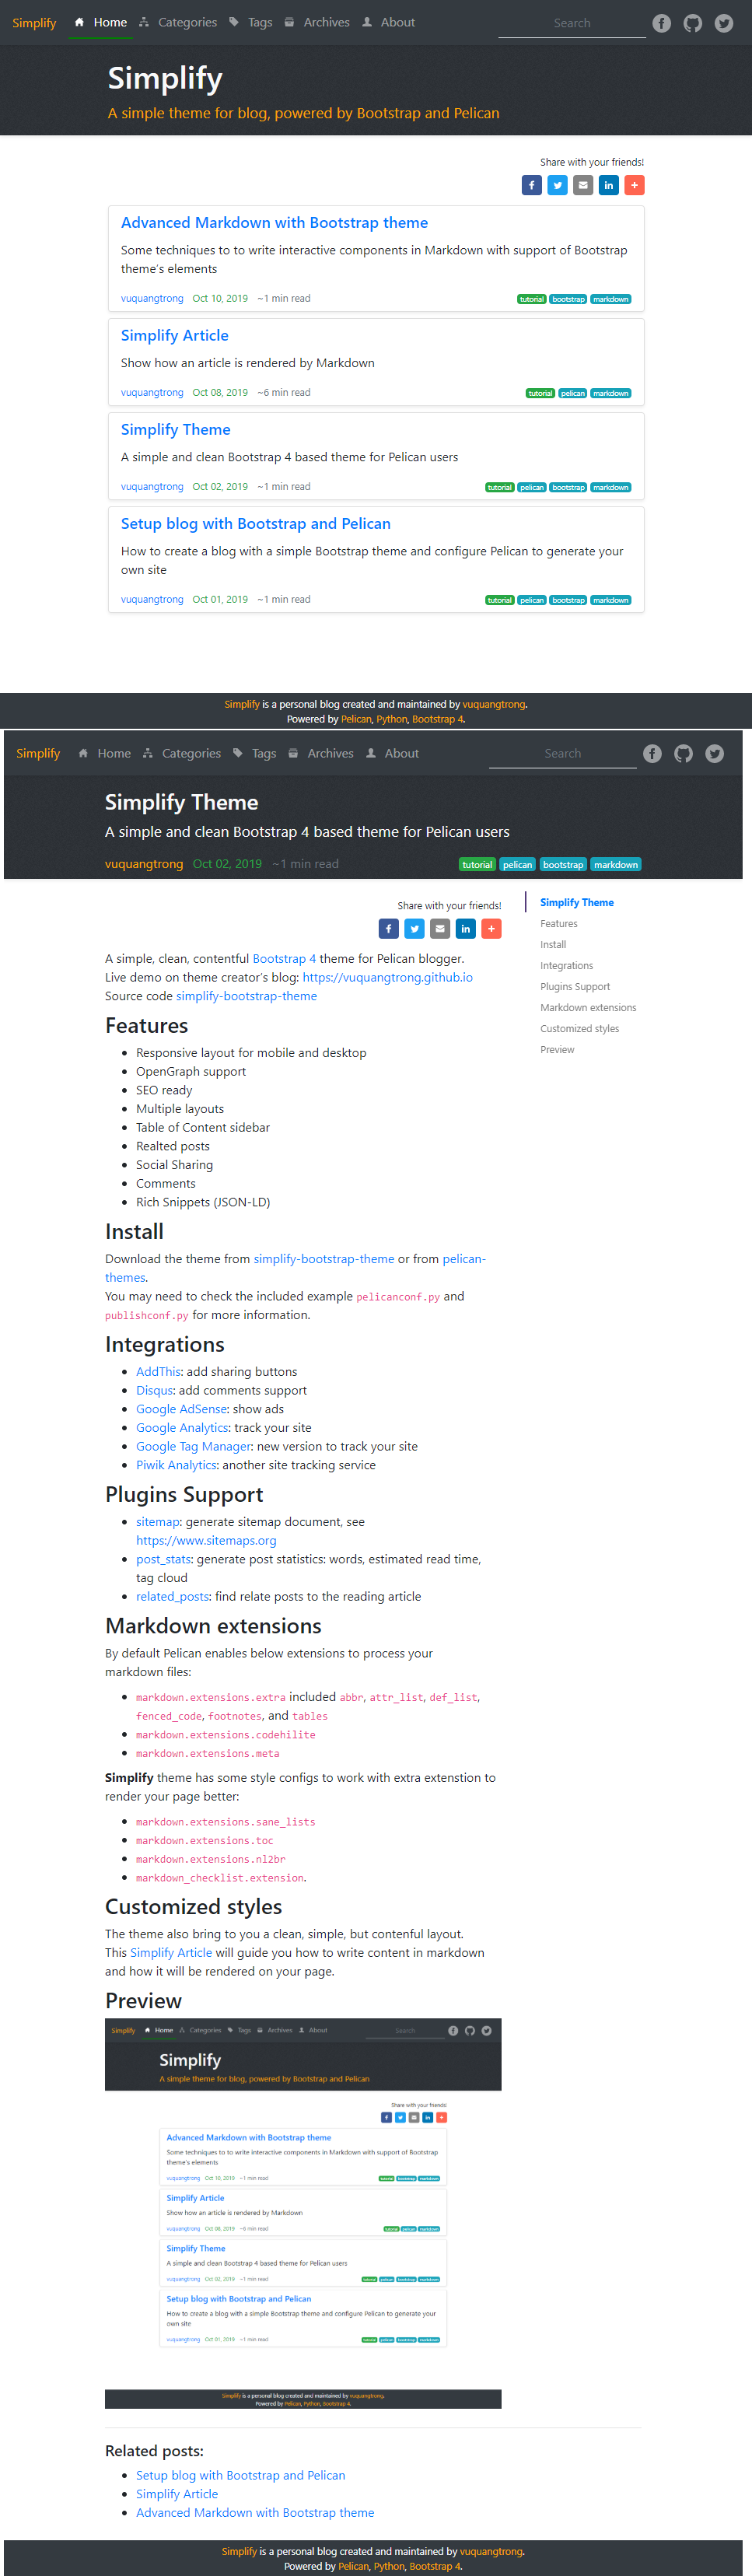 Simplify Home Categories Tags Archives About Search
Simplify
A simple theme for blog, powered by Bootstrap and Pelican
Share with your friends!
Advanced Markdown with Bootstrap theme
Some techniques to to write interactive components in Markdown with support of Bootstrap
theme's elements
vuquangtrong Oct 10, 2019 ~1 min read tutorial bootstrap markdown
Simplify Article
Show how an article is rendered by Markdown
vuquangtrong Oct 08, 2019 ~6 min read tutorial pelican markdown
Simplify Theme
A simple and clean Bootstrap 4 based theme for Pelican users
vuquangtrong Oct 02, 2019 ~1 min read tutorial pelican bootstrap markdown
Setup blog with Bootstrap and Pelican
How to create a blog with a simple Bootstrap theme and configure Pelican to generate your
own site
vuquangtrong Oct 01, 2019 ~1 min read tutorial pelican bootstrap markdown
Simplify is a personal blog created and maintained by vuquangtrong.
Powered by Pelican, Python, Bootstrap 4.
Simplify Home Categories Tags Archives About Search
Simplify Theme
A simple and clean Bootstrap 4 based theme for Pelican users
vuquangtrong Oct 02, 2019 ~1 min read tutorial pelican bootstrap markdown
Share with your friends!
A simple, clean, contentful Bootstrap 4 theme for Pelican blogger.
Live demo on theme creator's blog: https://vuquangtrong.github.io
Source code simplify-bootstrap-theme
Features
Responsive layout for mobile and desktop
OpenGraph support
SEO ready
Multiple layouts
Table of Content sidebar
Realted posts
Social Sharing
Comments
Rich Snippets (JSON-LD)
Install
Download the theme from simplify-bootstrap-theme or from pelican-
themes.
You may need to check the included example pelicanconf.py and
publishconf.py for more information.
Integrations
AddThis: add sharing buttons
Disqus: add comments support
Google AdSense: show ads
Google Analytics: track your site
Google Tag Manager: new version to track your site
Piwik Analytics: another site tracking service
Plugins Support
sitemap: generate sitemap document, see
https://www.sitemaps.org
post_stats: generate post statistics: words, estimated read time,
tag cloud
related_posts: find relate posts to the reading article
Markdown extensions
By default Pelican enables below extensions to process your
markdown files:
markdown.extensions.extra included abbr, attr_list, def_list,
fenced_code, footnotes, and tables
markdown.extensions.codehilite
markdown.extensions.meta
Simplify theme has some style configs to work with extra extenstion to
render your page better:
markdown.extensions.sane_lists
markdown.extensions.toc
markdown.extensions.nl2br
markdown_checklist.extension.
Customized styles
The theme also bring to you a clean, simple, but contenful layout.
This Simplify Article will guide you how to write content in markdown
and how it will be rendered on your page.
Preview
Simplify Home Categories Tags Archives About Search
Simplify
A simple theme for blog, powered by Bootstrap and Pelican
Share with your friends!
Advanced Markdown with Bootstrap theme
Some techniques to to write interactive components in Markdown with support of Bootstrap
theme's elements
vuquangtrong Oct 10, 2019 ~1 min read tutorial bootstrap markdown
Simplify Article
Show how an article is rendered by Markdown
vuquangtrong Oct 08, 2019 ~6 min read tutorial pelican markdown
Simplify Theme
A simple and clean Bootstrap 4 based theme for Pelican users
vuquangtrong Oct 02, 2019 ~1 min read tutorial pelican bootstrap markdown
Setup blog with Bootstrap and Pelican
How to create a blog with a simple Bootstrap theme and configure Pelican to generate your
own site
vuquangtrong Oct 01, 2019 ~1 min read tutorial pelican bootstrap markdown
Simplify is a personal blog created and maintained by vuquangtrong.
Powered by Pelican, Python, Bootstrap 4.
Simplify Theme
Features
Install
Integrations
Plugins Support
Markdown extensions
Customized styles
Preview
Related posts:
Setup blog with Bootstrap and Pelican
Simplify Article
Advanced Markdown with Bootstrap theme
Simplify is a personal blog created and maintained by vuquangtrong.
Powered by Pelican, Python, Bootstrap 4.